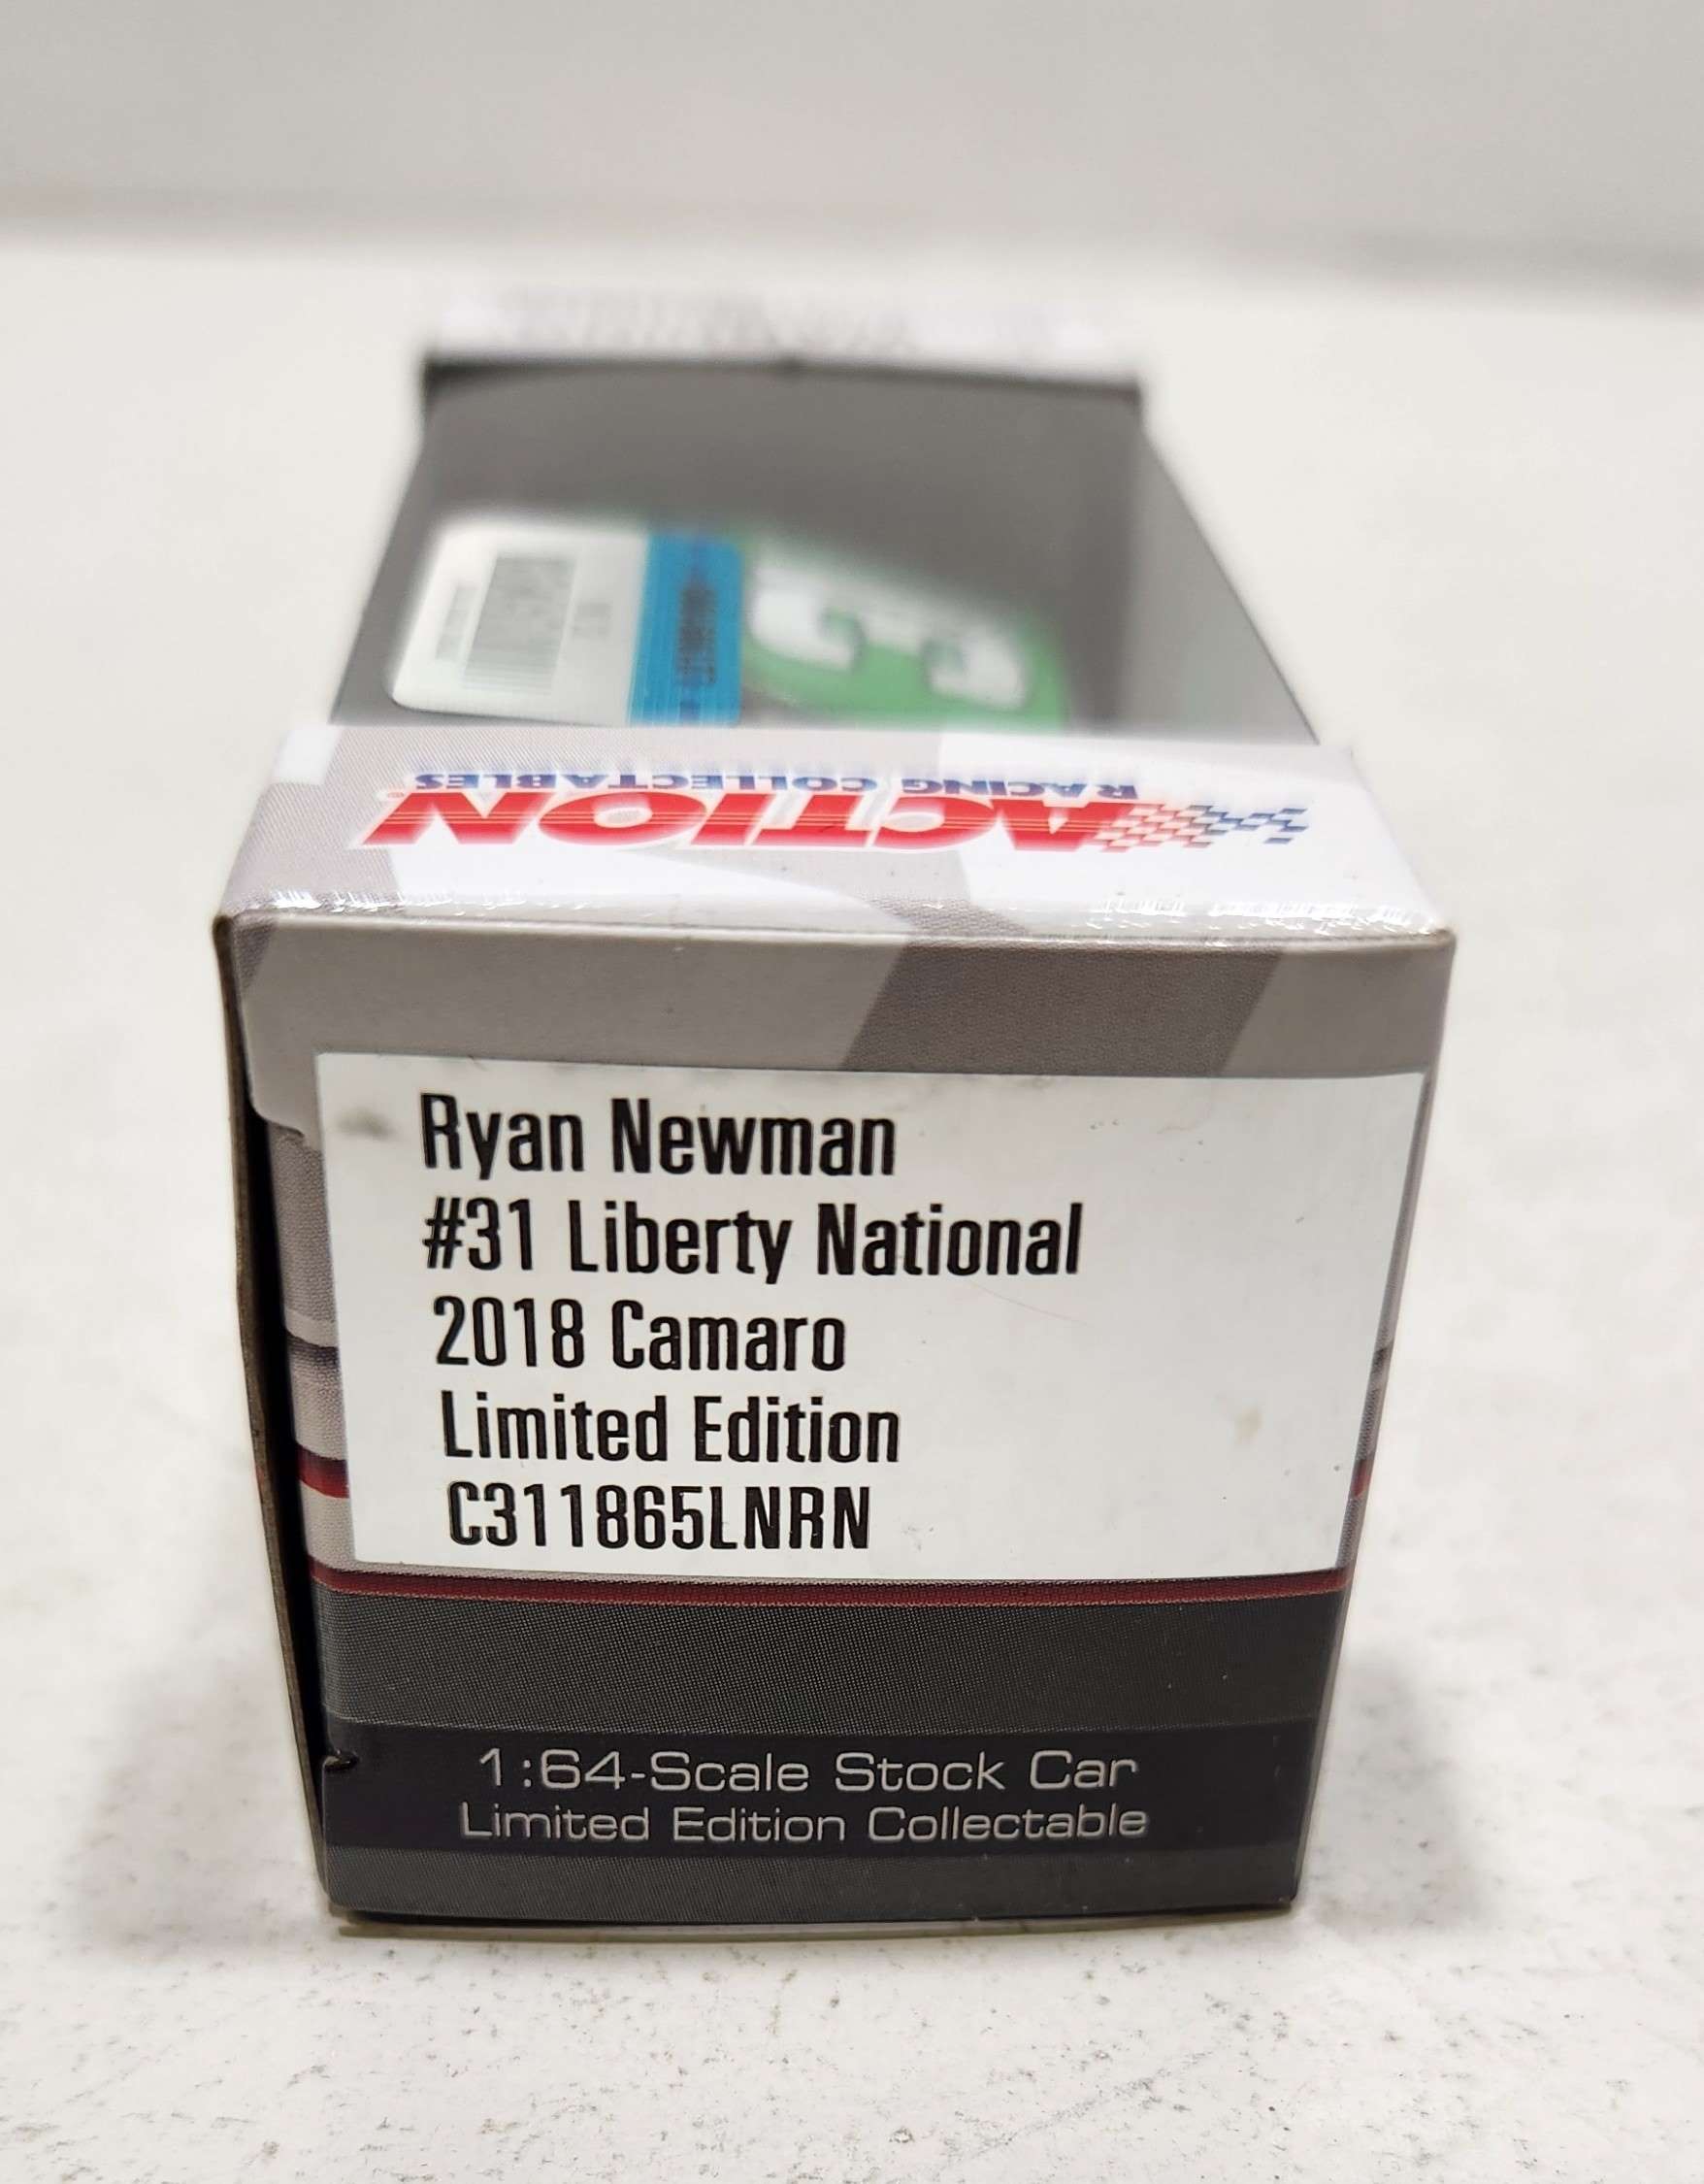 RACING COLLECTABLES
ACTION
Ryan Newman
#31 Liberty National
2018 Camaro
Limited Edition
C311865LNRN
1:64-Scale Stock Car
Limited Edition Collectable